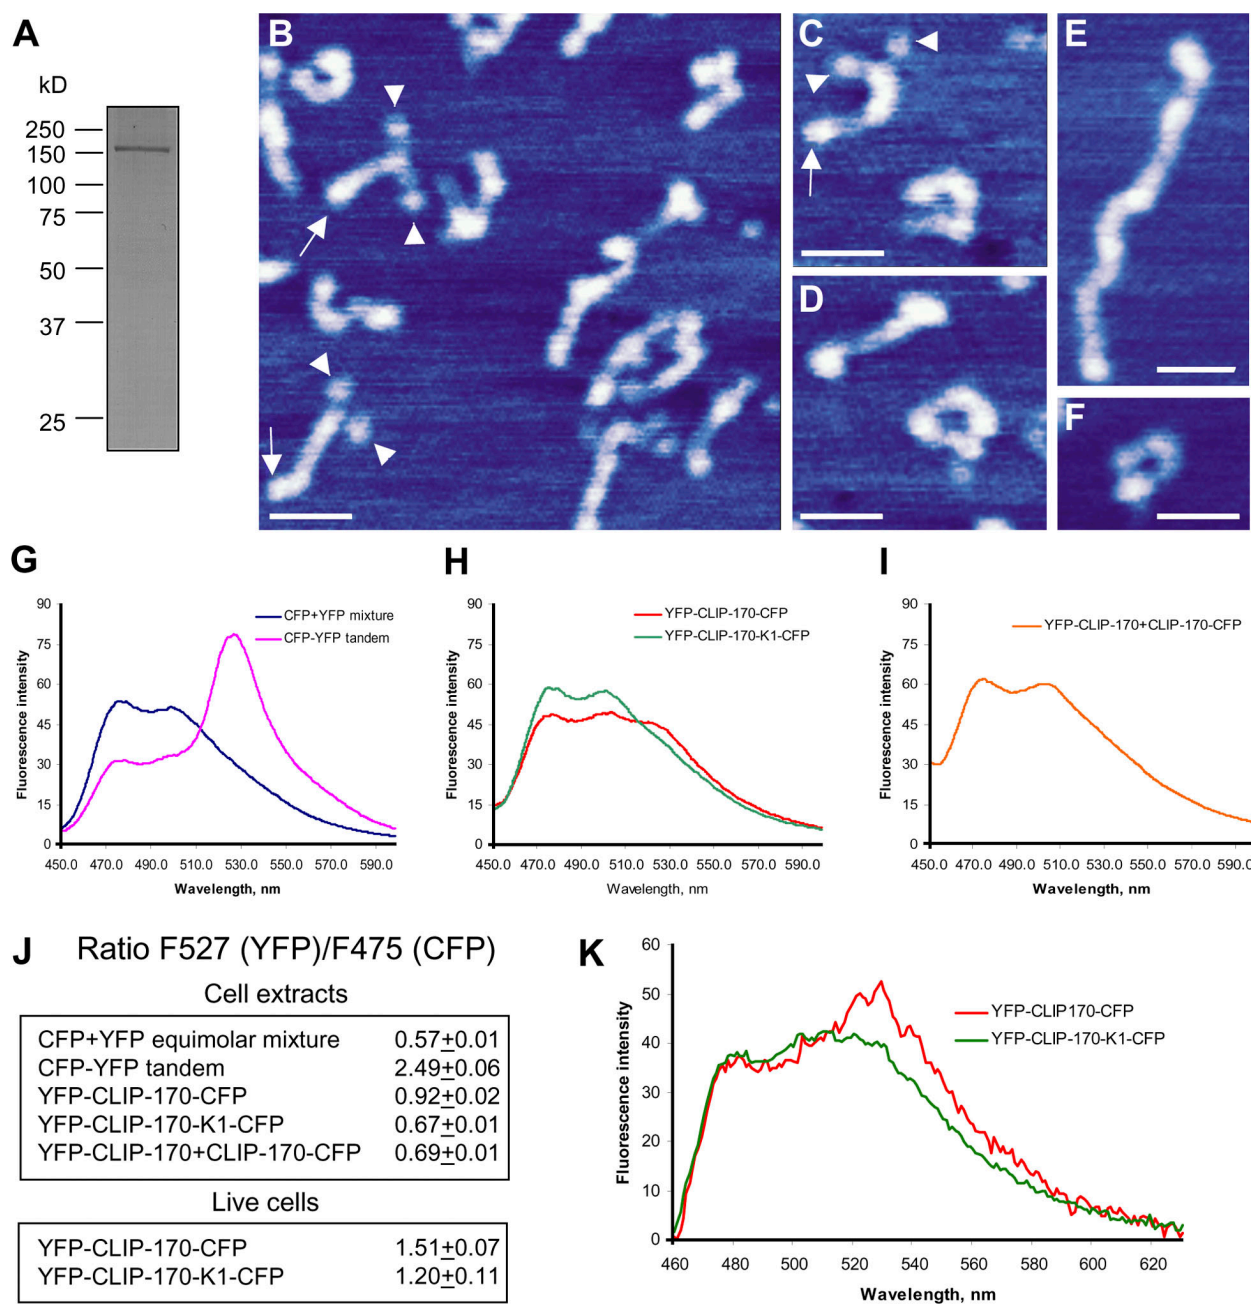 A
kD
250
150
100
75
50
37
25
B
C
D
E
F
G
90
75
60
45
30
15
0
Fluorescence intensity
CFP+YFP mixture
CFP-YFP tandem
450.0 470.0 490.0 510.0 530.0 550.0 570.0 590.0
Wavelength, nm
H
90
75
60
45
30
15
0
Fluorescence intensity
YFP-CLIP-170-CFP
YFP-CLIP-170-K1-CFP
450.0 470.0 490.0 510.0 530.0 550.0 570.0 590.0
Wavelength, nm
I
90
75
60
45
30
15
0
Fluorescence intensity
YFP-CLIP-170+CLIP-170-CFP
450.0 470.0 490.0 510.0 530.0 550.0 570.0 590.0
Wavelength, nm
J Ratio F527 (YFP)/F475 (CFP)
Cell extracts
CFP+YFP equimolar mixture 0.57±0.01
CFP-YFP tandem 2.49±0.06
YFP-CLIP-170-CFP 0.92±0.02
YFP-CLIP-170-K1-CFP 0.67±0.01
YFP-CLIP-170+CLIP-170-CFP 0.69±0.01
Live cells
YFP-CLIP-170-CFP 1.51±0.07
YFP-CLIP-170-K1-CFP 1.20±0.11
K
60
50
40
30
20
10
0
Fluorescence intensity
YFP-CLIP170-CFP
YFP-CLIP-170-K1-CFP
460 480 500 520 540 560 580 600 620
Wavelength, nm